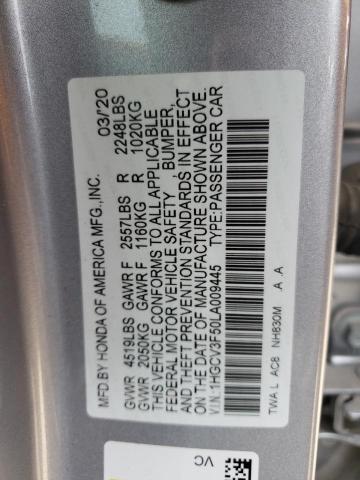 MFD BY HONDA OF AMERICA MFG.,INC. 03/20
GVWR 4519LBS GAWR F 2557LBS R 2248LBS
GVWR 2050KG GAWR F 1160KG R 1020KG
THIS VEHICLE CONFORMS TO ALL APPLICABLE
FEDERAL MOTOR VEHICLE SAFETY, BUMPER,
AND THEFT PREVENTION STANDARDS IN EFFECT
ON THE DATE OF MANUFACTURE SHOWN ABOVE.
V.I.N.:1HGCV3F50LA009445 TYPE:PASSENGER CAR
TWA L AC8 NH830M A .A
VC